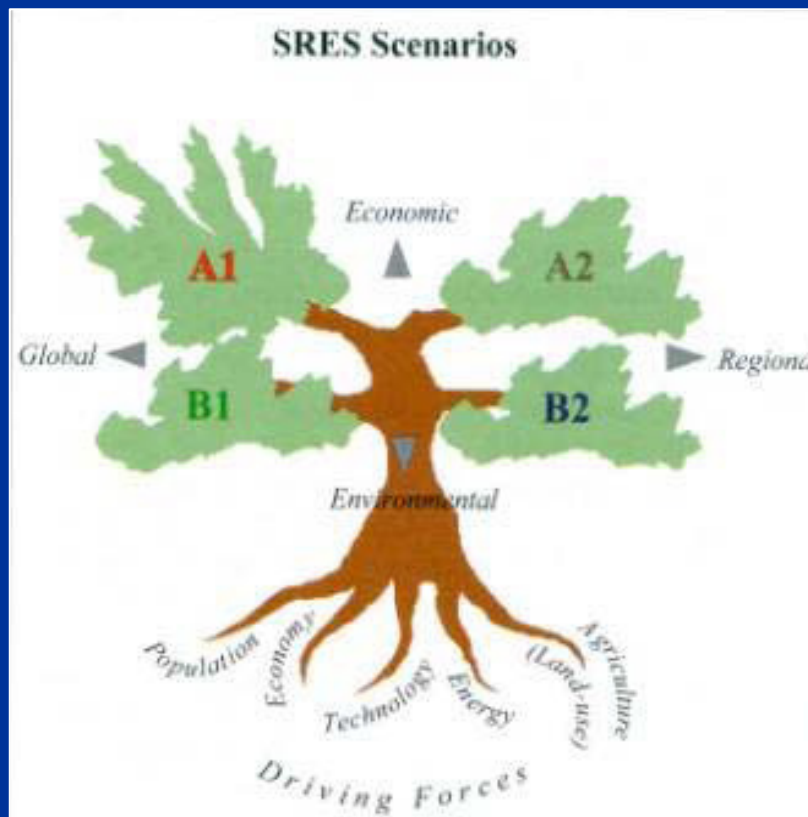 SRES Scenarios
Economic
A1
A2
Global
Regiona
B1
B2
Environmental
Population
Economy
Technology
Energy
(Land-use)
Agriculture
Driving Forces